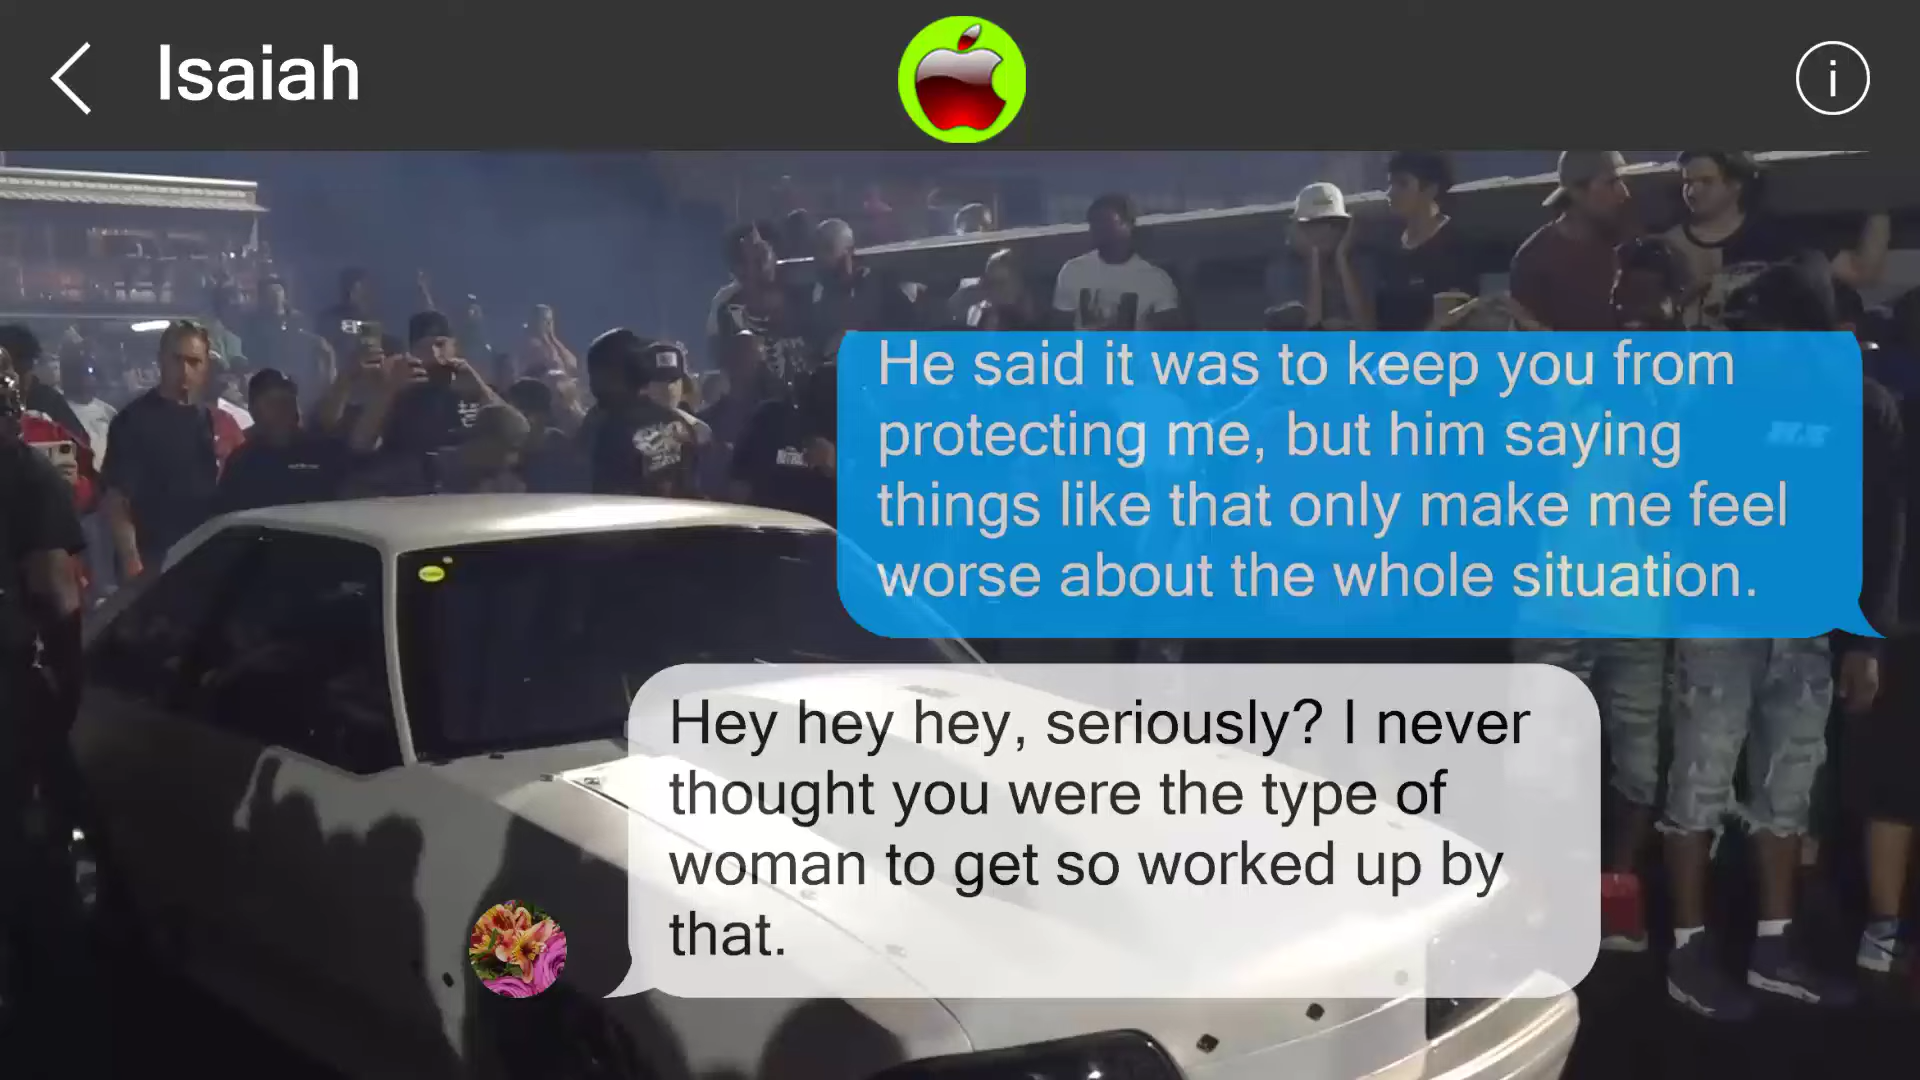 Isaiah
He said it was to keep you from
protecting me, but him saying
things like that only make me feel
worse about the whole situation.
Hey hey hey, seriously? I never
thought you were the type of
woman to get so worked up by
that.